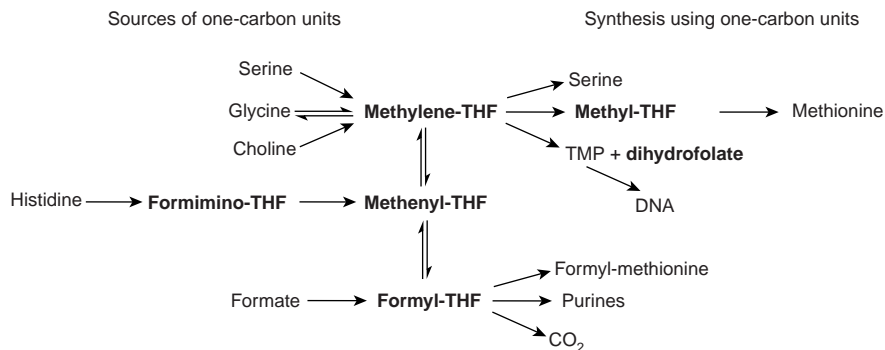 Sources of one-carbon units
Synthesis using one-carbon units
Serine
Serine
Glycine
Methylene-THF
Methyl-THF
Methionine
Choline
TMP + dihydrofolate
DNA
Histidine
Formimino-THF
Methenyl-THF
Formyl-methionine
Formate
Formyl-THF
Purines
CO₂